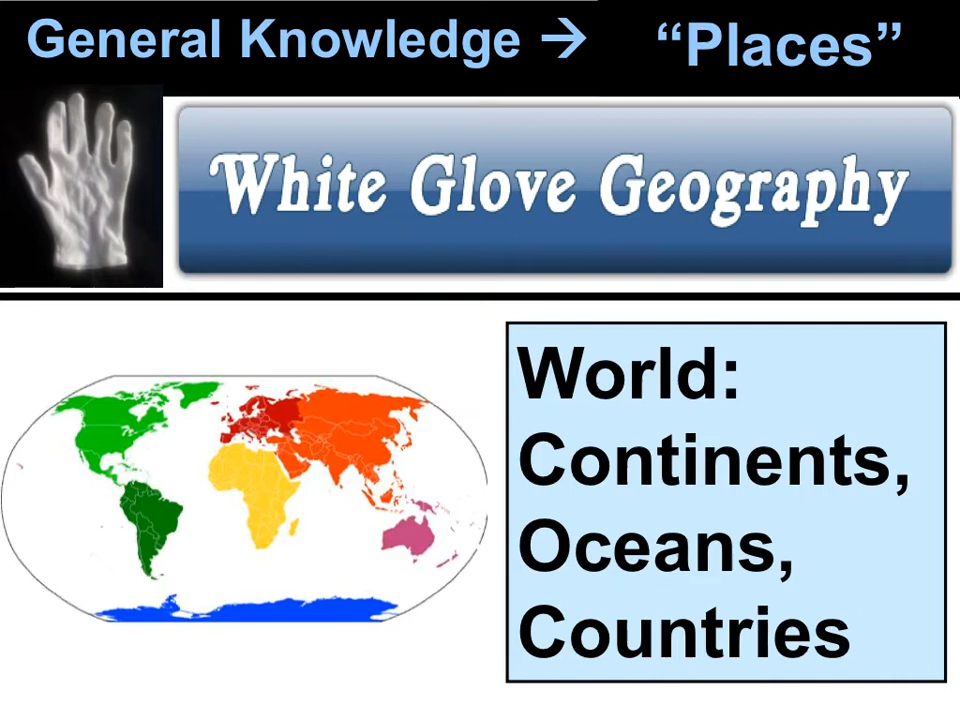 General Knowledge → “Places”
White Glove Geography
World:
Continents,
Oceans,
Countries